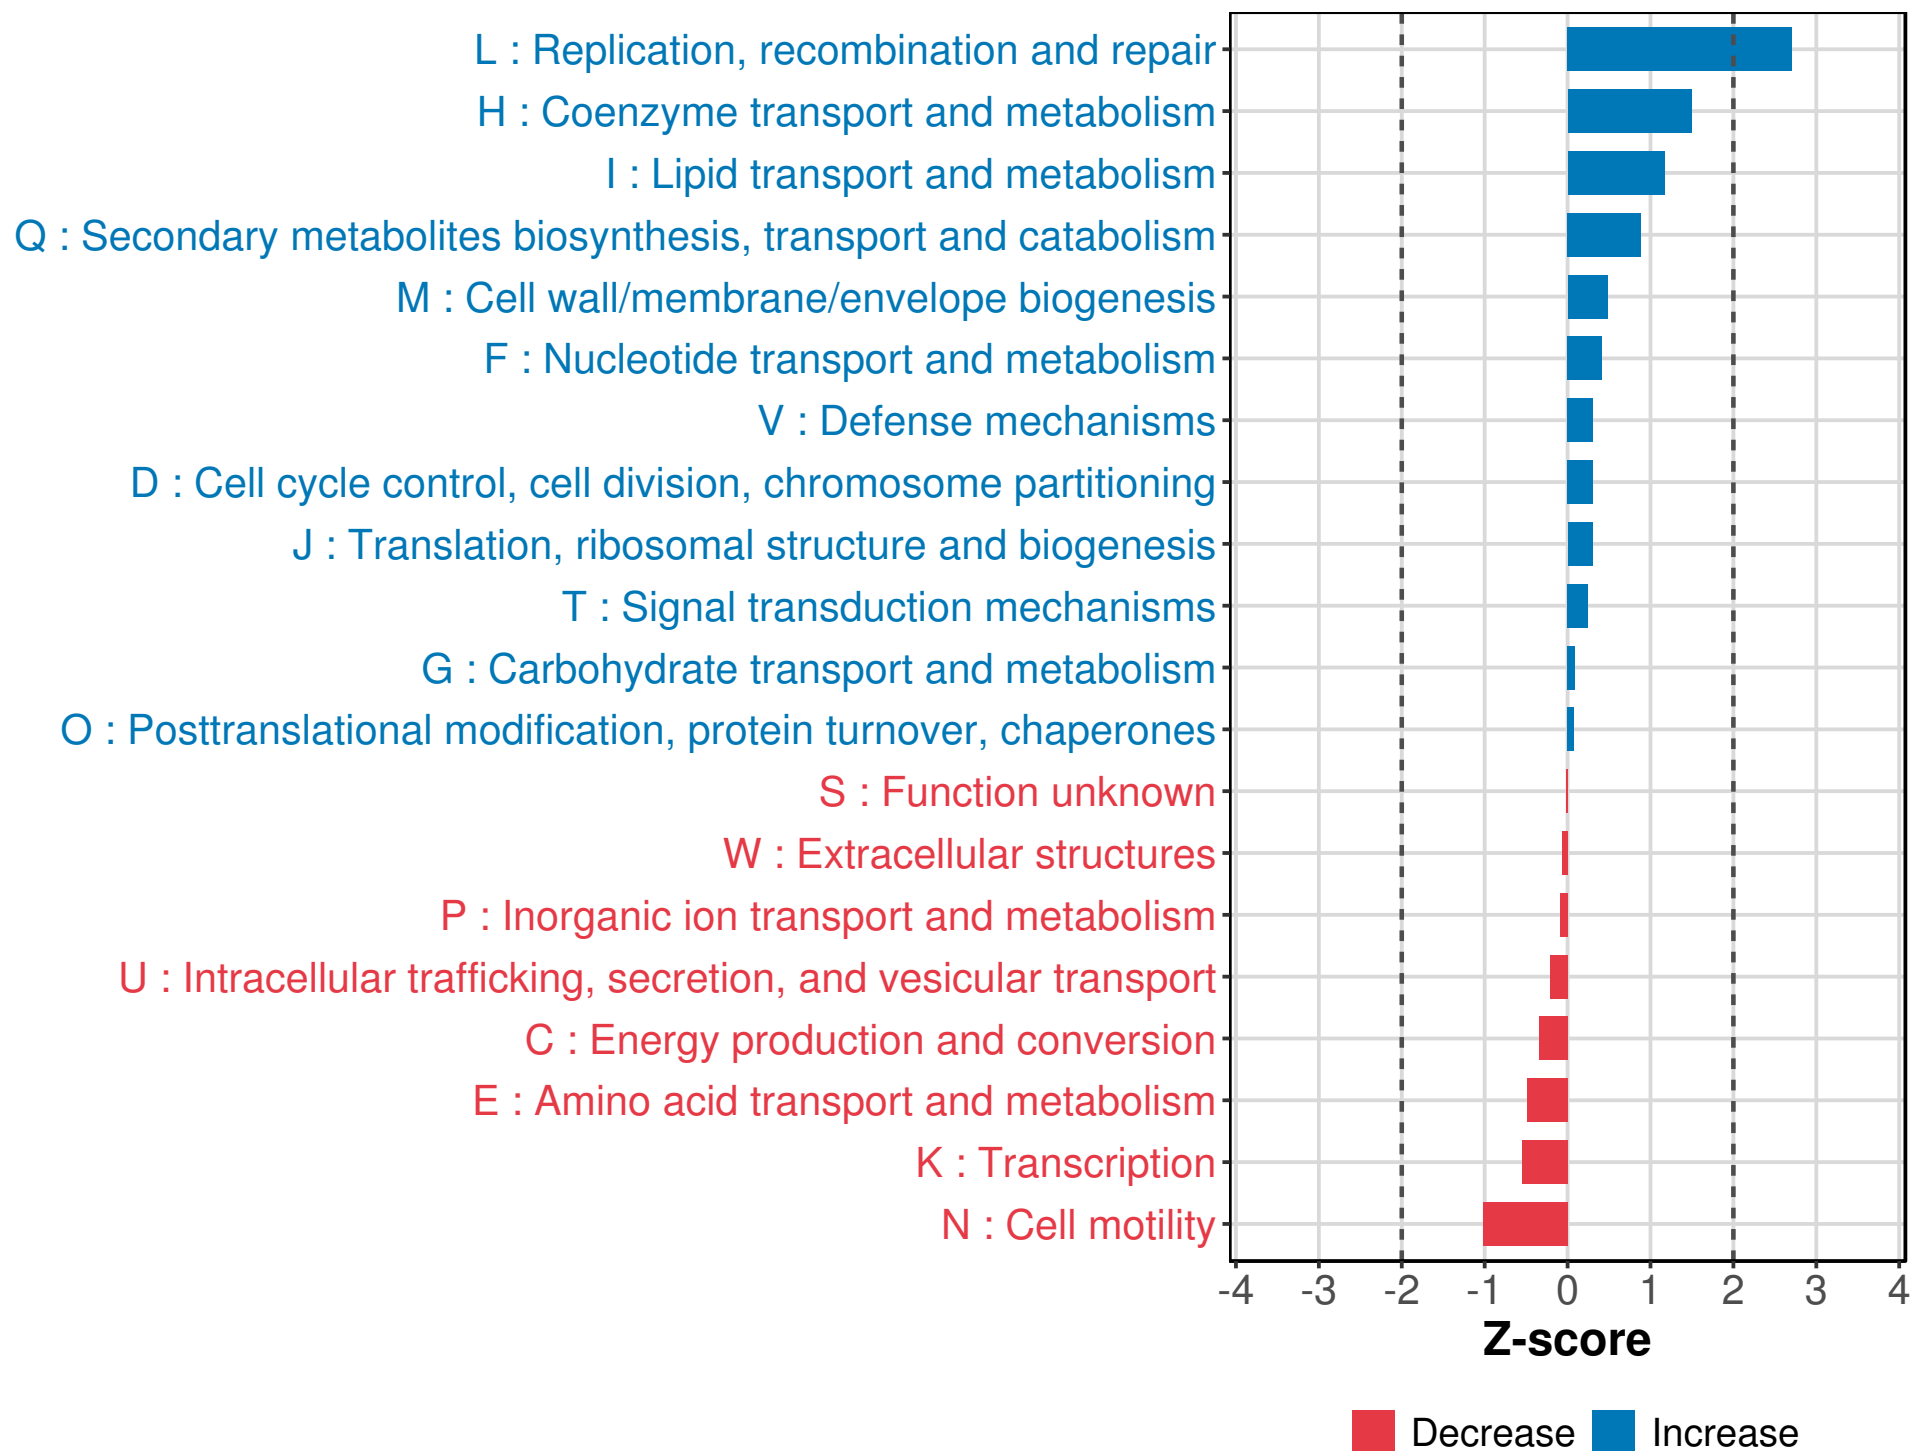 L : Replication, recombination and repair
H : Coenzyme transport and metabolism
I : Lipid transport and metabolism
Q : Secondary metabolites biosynthesis, transport and catabolism
M : Cell wall/membrane/envelope biogenesis
F : Nucleotide transport and metabolism
V : Defense mechanisms
D : Cell cycle control, cell division, chromosome partitioning
J : Translation, ribosomal structure and biogenesis
T : Signal transduction mechanisms
G : Carbohydrate transport and metabolism
O : Posttranslational modification, protein turnover, chaperones
S : Function unknown
W : Extracellular structures
P : Inorganic ion transport and metabolism
U : Intracellular trafficking, secretion, and vesicular transport
C : Energy production and conversion
E : Amino acid transport and metabolism
K : Transcription
N : Cell motility
-4 -3 -2 -1 0 1 2 3 4
Z-score
Decrease Increase